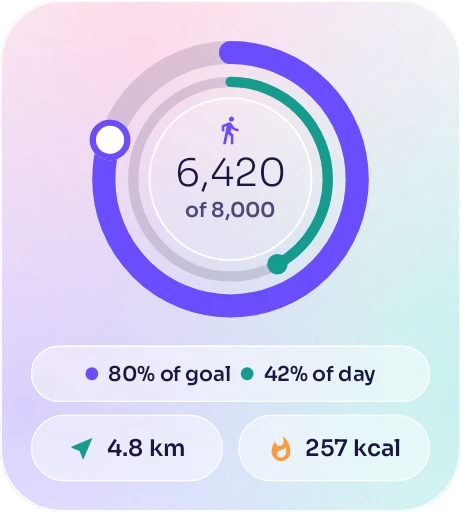 6,420
of 8,000
80% of goal 42% of day
4.8 km
257 kcal